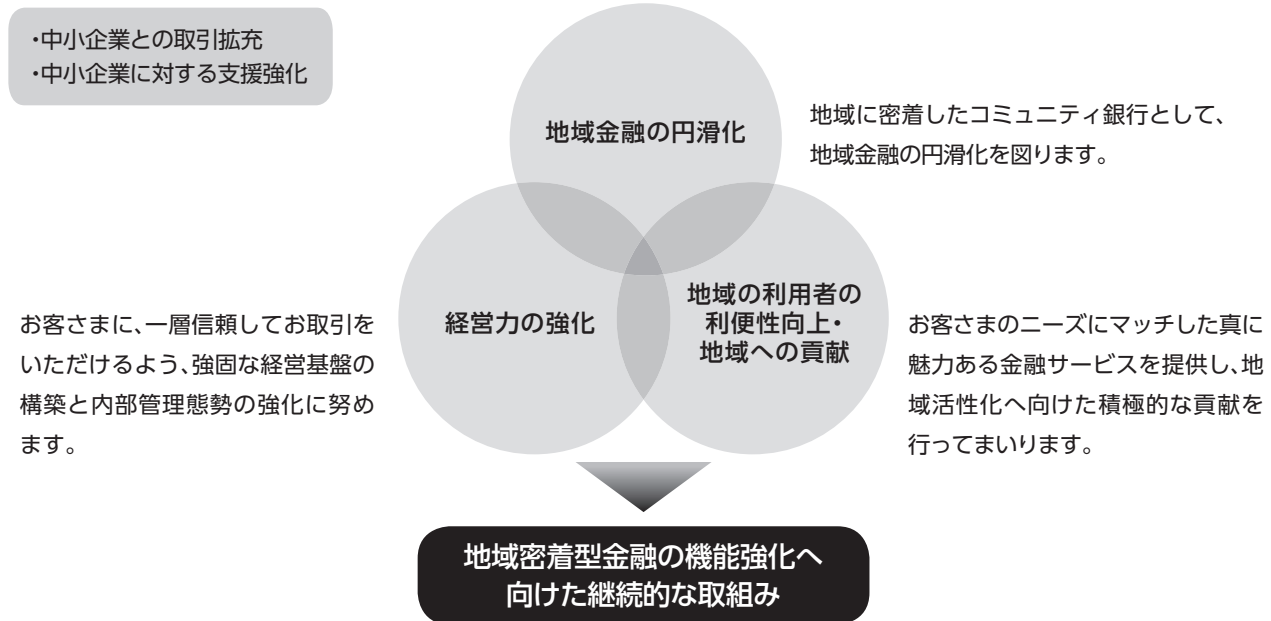 ・中小企業との取引拡充
・中小企業に対する支援強化
地域金融の円滑化
地域に密着したコミュニティ銀行として、
地域金融の円滑化を図ります。
経営力の強化
お客さまに、一層信頼してお取引を
いただけるよう、強固な経営基盤の
構築と内部管理態勢の強化に努め
ます。
地域の利用者の
利便性向上・
地域への貢献
お客さまのニーズにマッチした真に
魅力ある金融サービスを提供し、地
域活性化へ向けた積極的な貢献を
行ってまいります。
地域密着型金融の機能強化へ
向けた継続的な取組み